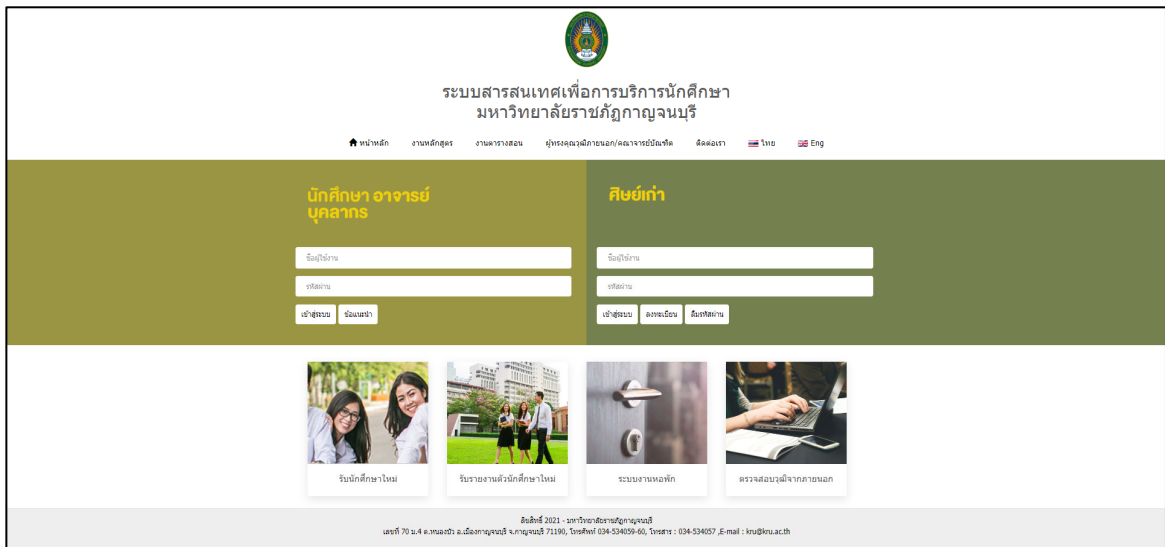 ระบบสารสนเทศเพื่อการบริการนักศึกษา
มหาวิทยาลัยราชภัฏกาญจนบุรี
หน้าหลัก งานหลักสูตร งานตารางสอน ผู้ทรงคุณวุฒิภายนอก/คณาจารย์บัณฑิต ติดต่อเรา ไทย Eng
นักศึกษา อาจารย์
บุคลากร
ชื่อผู้ใช้งาน
รหัสผ่าน
เข้าสู่ระบบ ข้อแนะนำ
ศิษย์เก่า
ชื่อผู้ใช้งาน
รหัสผ่าน
เข้าสู่ระบบ ลงทะเบียน ลืมรหัสผ่าน
รับนักศึกษาใหม่
รับรายงานตัวนักศึกษาใหม่
ระบบงานหอพัก
ตรวจสอบวุฒิจากภายนอก
ลิขสิทธิ์ 2021 - มหาวิทยาลัยราชภัฏกาญจนบุรี
เลขที่ 70 ม.4 ต.หนองบัว อ.เมืองกาญจนบุรี จ.กาญจนบุรี 71190, โทรศัพท์ 034-534059-60, โทรสาร : 034-534057 ,E-mail : kru@kru.ac.th